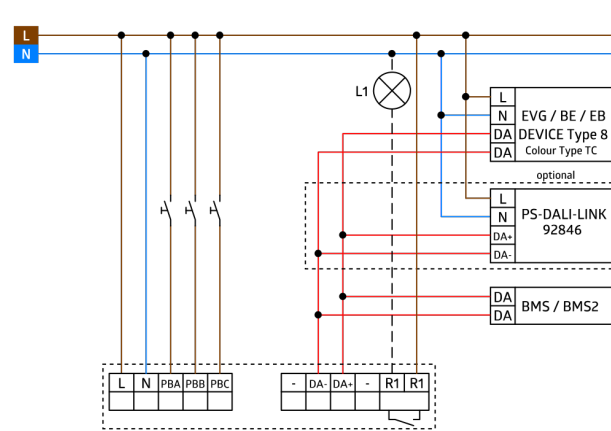 L
N
L1
L
N EVG / BE / EB
DA DEVICE Type 8
DA Colour Type TC
optional
L
N PS-DALI-LINK
DA+ 92846
DA-
DA
DA BMS / BMS2
L N PBA PBB PBC - DA- DA+ - R1 R1